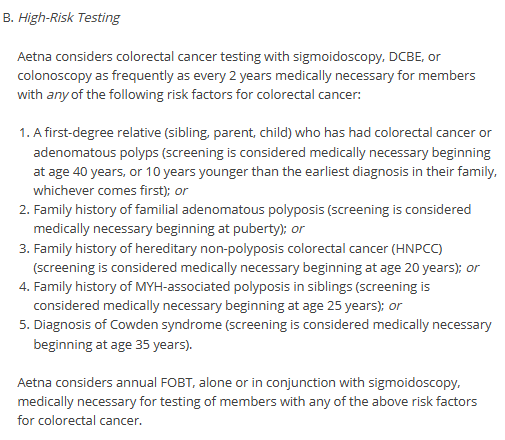 B. High-Risk Testing
Aetna considers colorectal cancer testing with sigmoidoscopy, DCBE, or
colonoscopy as frequently as every 2 years medically necessary for members
with any of the following risk factors for colorectal cancer:
1. A first-degree relative (sibling, parent, child) who has had colorectal cancer or
adenomatous polyps (screening is considered medically necessary beginning
at age 40 years, or 10 years younger than the earliest diagnosis in their family,
whichever comes first); or
2. Family history of familial adenomatous polyposis (screening is considered
medically necessary beginning at puberty); or
3. Family history of hereditary non-polyposis colorectal cancer (HNPCC)
(screening is considered medically necessary beginning at age 20 years); or
4. Family history of MYH-associated polyposis in siblings (screening is
considered medically necessary beginning at age 25 years); or
5. Diagnosis of Cowden syndrome (screening is considered medically necessary
beginning at age 35 years).
Aetna considers annual FOBT, alone or in conjunction with sigmoidoscopy,
medically necessary for testing of members with any of the above risk factors
for colorectal cancer.